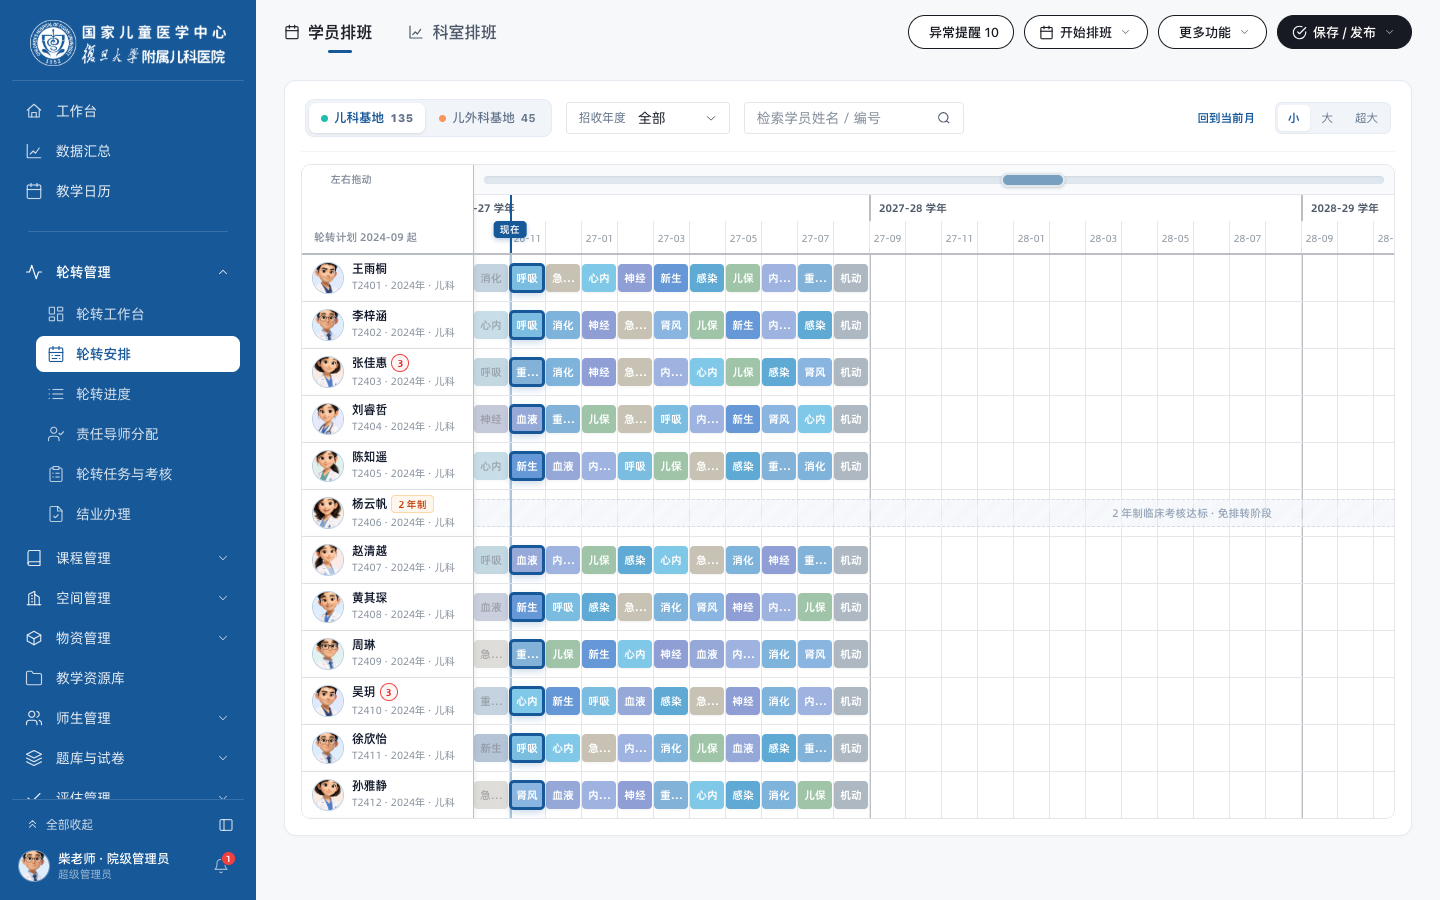 国家儿童医学中心
復旦大学附属儿科医院
工作台
数据汇总
教学日历
轮转管理
轮转工作台
轮转安排
轮转进度
责任导师分配
轮转任务与考核
结业办理
课程管理
空间管理
物资管理
教学资源库
师生管理
题库与试卷
评估管理
全部收起
柴老师 · 院级管理员
超级管理员
1
学员排班 科室排班
异常提醒 10 开始排班 更多功能 保存 / 发布
儿科基地 135 儿外科基地 45 招收年度 全部 检索学员姓名 / 编号 回到当前月 小 大 超大
左右拖动
-27 学年 2027-28 学年 2028-29 学年
现在
轮转计划 2024-09 起 26-11 27-01 27-03 27-05 27-07 27-09 27-11 28-01 28-03 28-05 28-07 28-09 28-
王雨桐
T2401 · 2024年 · 儿科
消化 呼吸 急... 心内 神经 新生 感染 儿保 内... 重... 机动
李梓涵
T2402 · 2024年 · 儿科
心内 呼吸 消化 神经 急... 肾风 儿保 新生 内... 感染 机动
张佳惠 3
T2403 · 2024年 · 儿科
呼吸 重... 消化 神经 急... 内... 心内 儿保 感染 肾风 机动
刘睿哲
T2404 · 2024年 · 儿科
神经 血液 重... 儿保 急... 呼吸 内... 新生 肾风 心内 机动
陈知遥
T2405 · 2024年 · 儿科
心内 新生 血液 内... 呼吸 儿保 急... 感染 重... 消化 机动
杨云帆 2 年制
T2406 · 2024年 · 儿科
2 年制临床考核达标 · 免排转阶段
赵清越
T2407 · 2024年 · 儿科
呼吸 血液 内... 儿保 感染 心内 急... 消化 神经 重... 机动
黄其琛
T2408 · 2024年 · 儿科
血液 新生 呼吸 感染 急... 消化 肾风 神经 内... 儿保 机动
周琳
T2409 · 2024年 · 儿科
急... 重... 儿保 新生 心内 神经 血液 内... 消化 肾风 机动
吴玥 3
T2410 · 2024年 · 儿科
重... 心内 新生 呼吸 血液 感染 急... 神经 消化 内... 机动
徐欣怡
T2411 · 2024年 · 儿科
新生 呼吸 心内 急... 内... 消化 儿保 血液 感染 重... 机动
孙雅静
T2412 · 2024年 · 儿科
急... 肾风 血液 内... 神经 重... 心内 感染 消化 儿保 机动